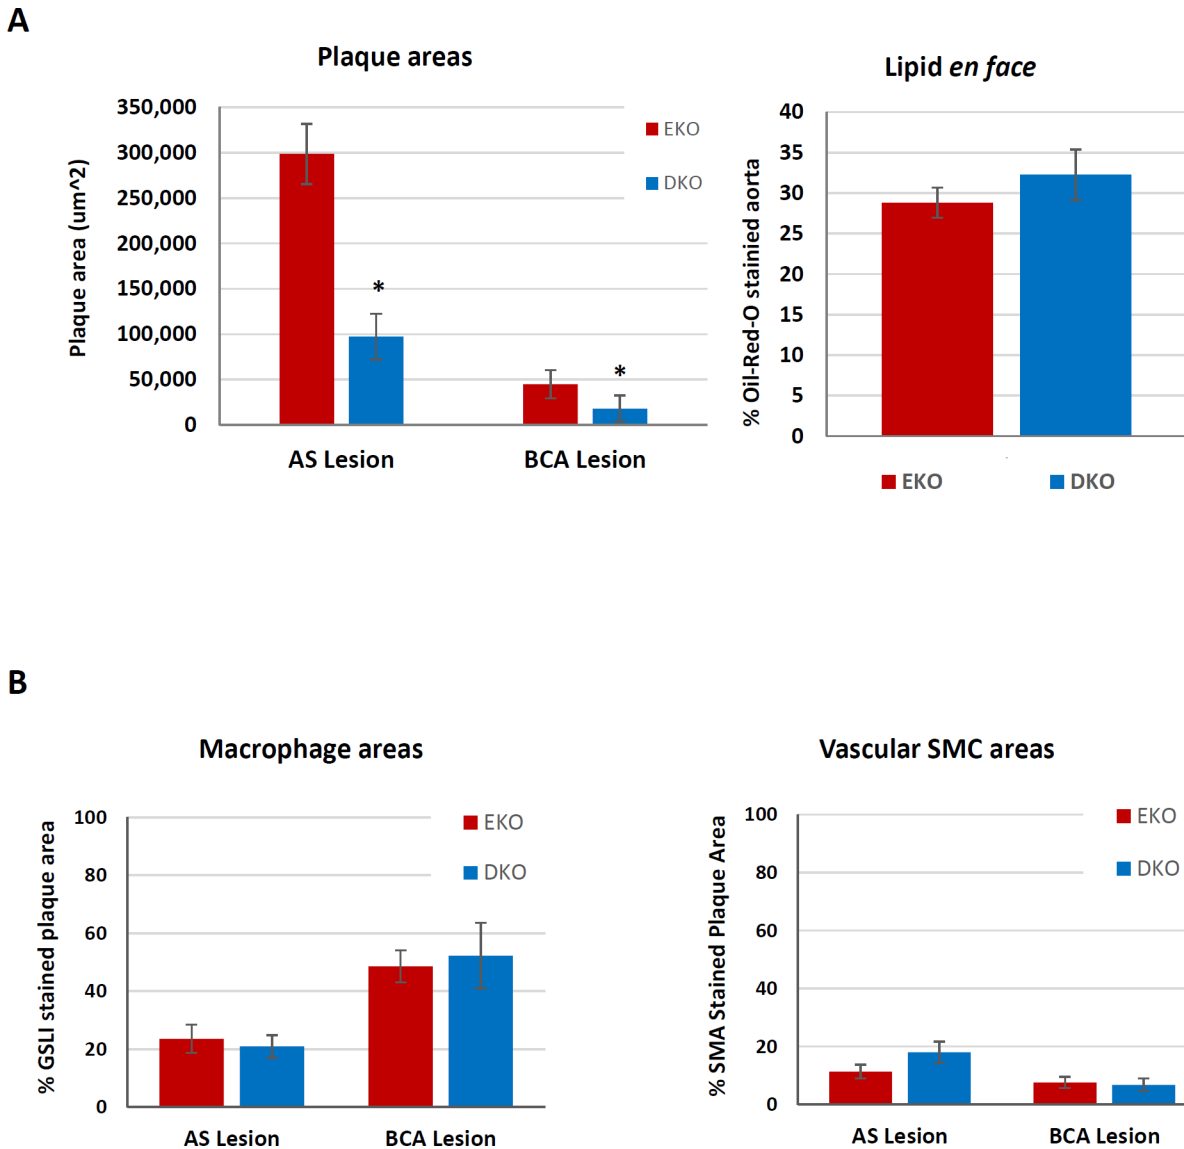 A
Plaque areas
Plaque area (um^2)
350,000
300,000
250,000
200,000
150,000
100,000
50,000
0
EKO
DKO
*
*
AS Lesion
BCA Lesion
Lipid en face
% Oil-Red-O stainied aorta
40
35
30
25
20
15
10
5
0
EKO
DKO
B
Macrophage areas
% GSLI stained plaque area
100
80
60
40
20
0
EKO
DKO
AS Lesion
BCA Lesion
Vascular SMC areas
% SMA Stained Plaque Area
100
80
60
40
20
0
EKO
DKO
AS Lesion
BCA Lesion